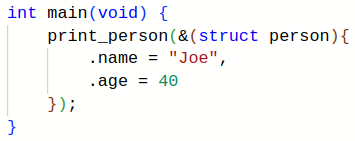 int main(void) {
    print_person(&(struct person){
        .name = "Joe",
        .age = 40
    });
}